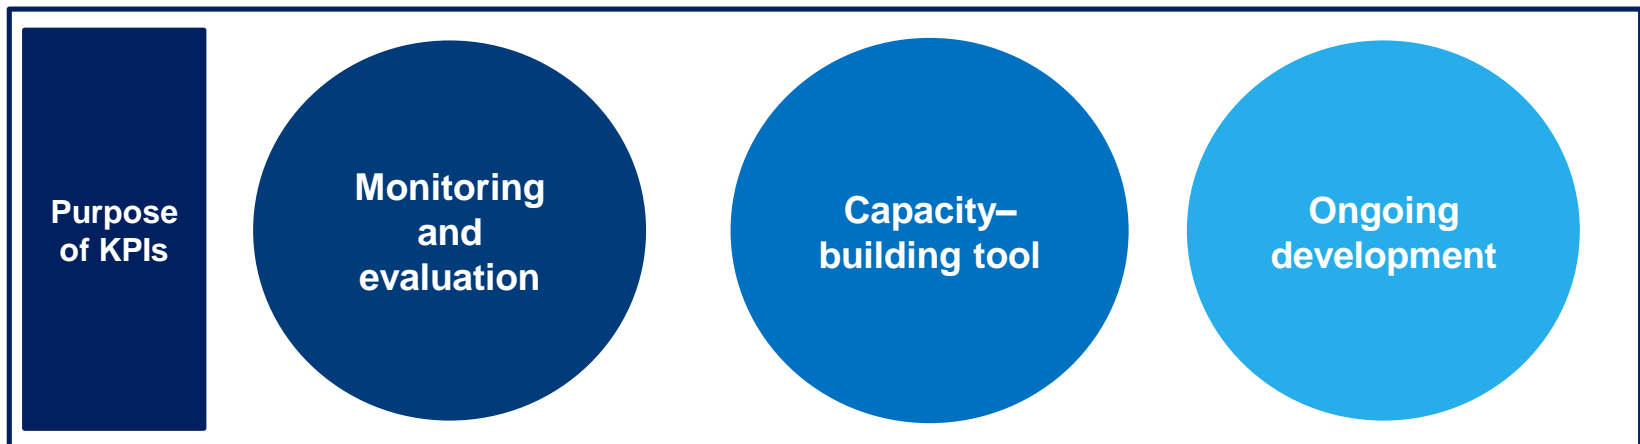 Purpose
of KPIs
Monitoring
and
evaluation
Capacity–
building tool
Ongoing
development